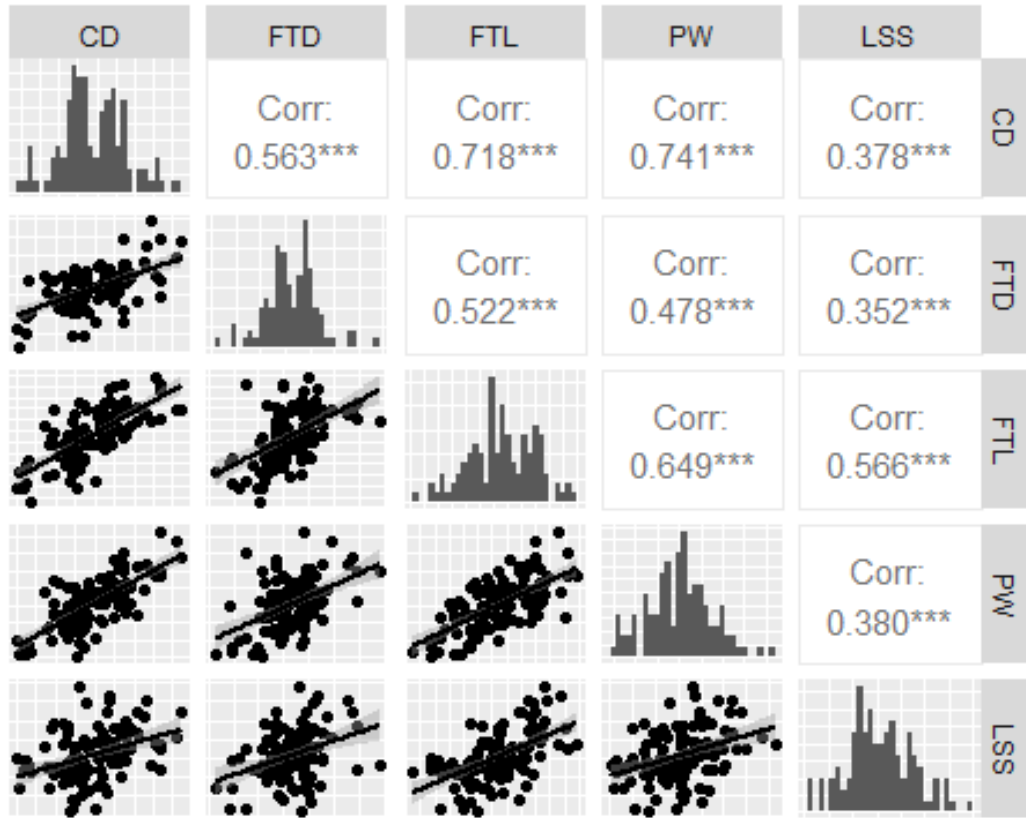 CD FTD FTL PW LSS
Corr: Corr: Corr: Corr:
0.563*** 0.718*** 0.741*** 0.378***
CD
Corr: Corr: Corr:
0.522*** 0.478*** 0.352***
FTD
Corr: Corr:
0.649*** 0.566***
FTL
Corr:
0.380***
PW
LSS